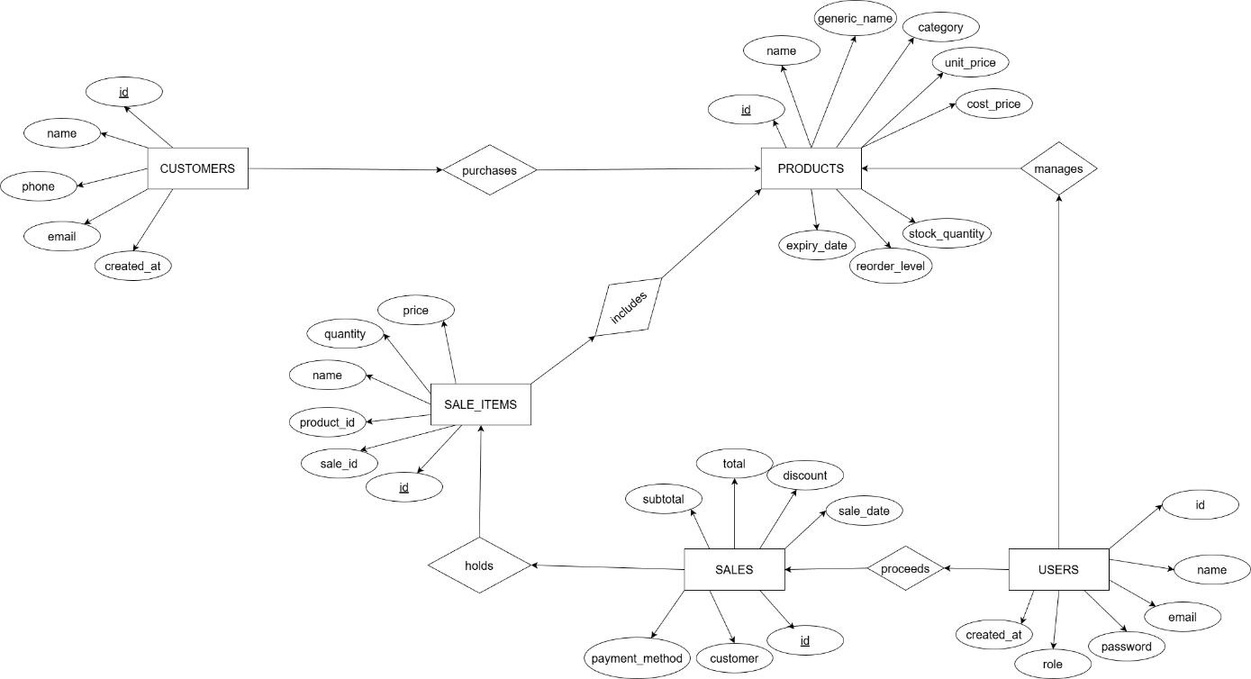 generic_name
category
name
unit_price
id
cost_price
id
name
CUSTOMERS
purchases
PRODUCTS
manages
phone
email
created_at
expiry_date
reorder_level
stock_quantity
includes
price
quantity
name
SALE_ITEMS
product_id
sale_id
id
total
discount
subtotal
sale_date
holds
SALES
proceeds
USERS
id
name
email
password
role
created_at
payment_method
customer
id